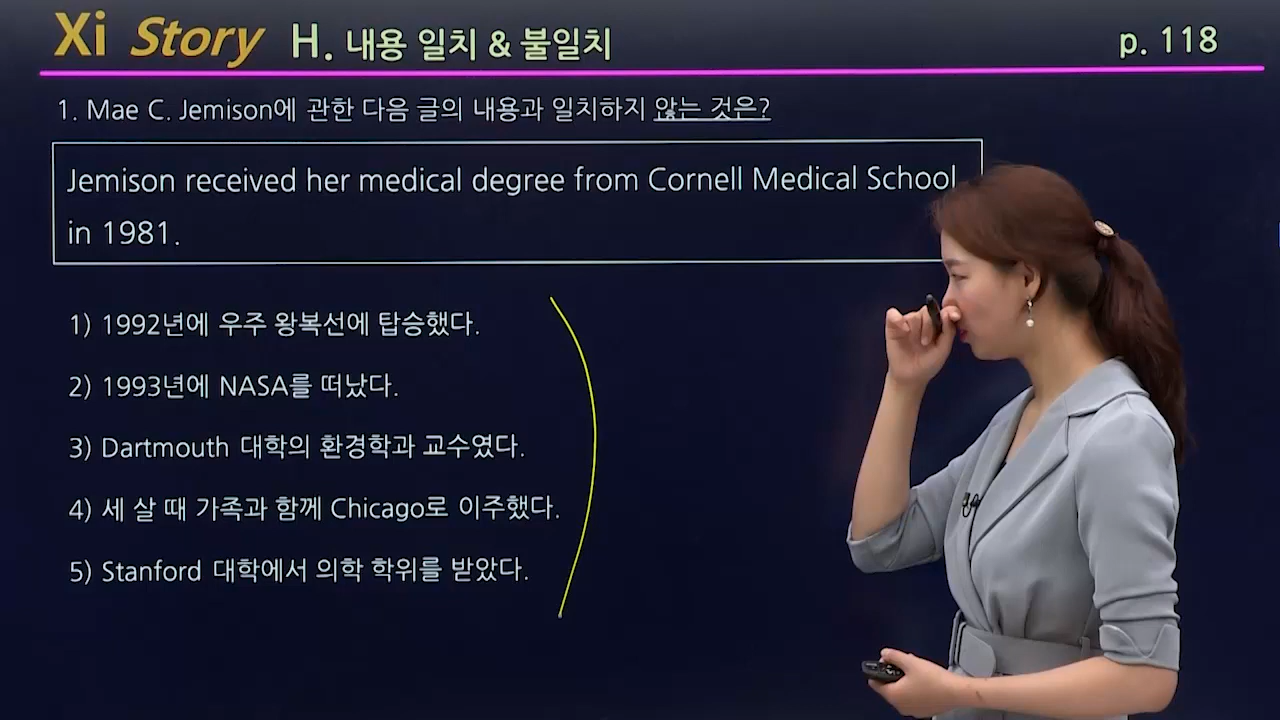 Xi Story H. 내용 일치 & 불일치 p. 118
1. Mae C. Jemison에 관한 다음 글의 내용과 일치하지 않는 것은?
Jemison received her medical degree from Cornell Medical School
in 1981.
1) 1992년에 우주 왕복선에 탑승했다.
2) 1993년에 NASA를 떠났다.
3) Dartmouth 대학의 환경학과 교수였다.
4) 세 살 때 가족과 함께 Chicago로 이주했다.
5) Stanford 대학에서 의학 학위를 받았다.